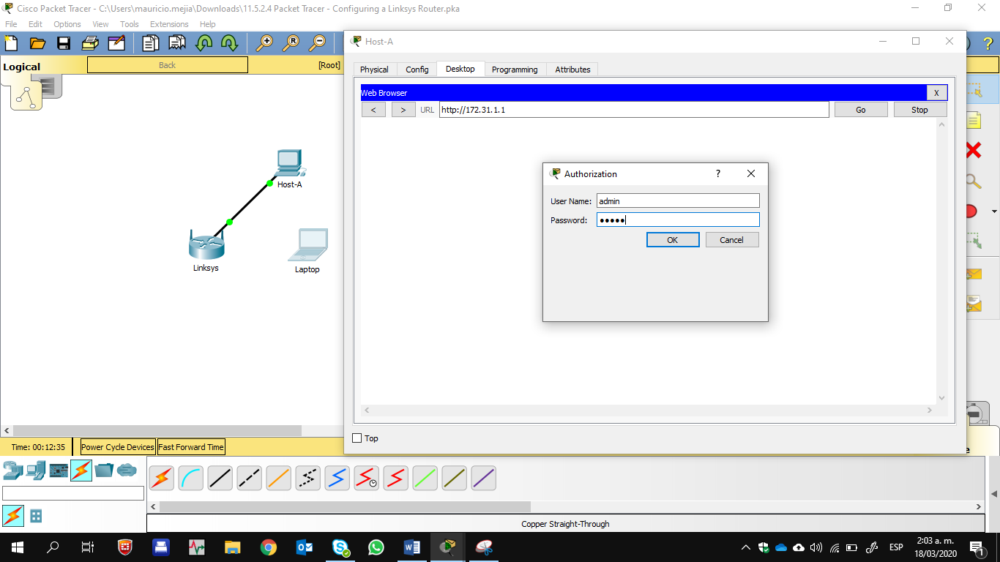 Cisco Packet Tracer - C:\Users\mauricio.mejia\Downloads\11.5.2.4 Packet Tracer - Configuring a Linksys Router.pka
File Edit Options View Tools Extensions Help
Host-A
Logical
Back
[Root]
Physical Config Desktop Programming Attributes
Web Browser
X
< > URL http://172.31.1.1 Go Stop
Authorization
?
User Name: admin
Password: ●●●●●
OK Cancel
Host-A
Linksys
Laptop
Top
Time: 00:12:35 Power Cycle Devices Fast Forward Time
Copper Straight-Through
ESP
2:03 a. m.
18/03/2020
1